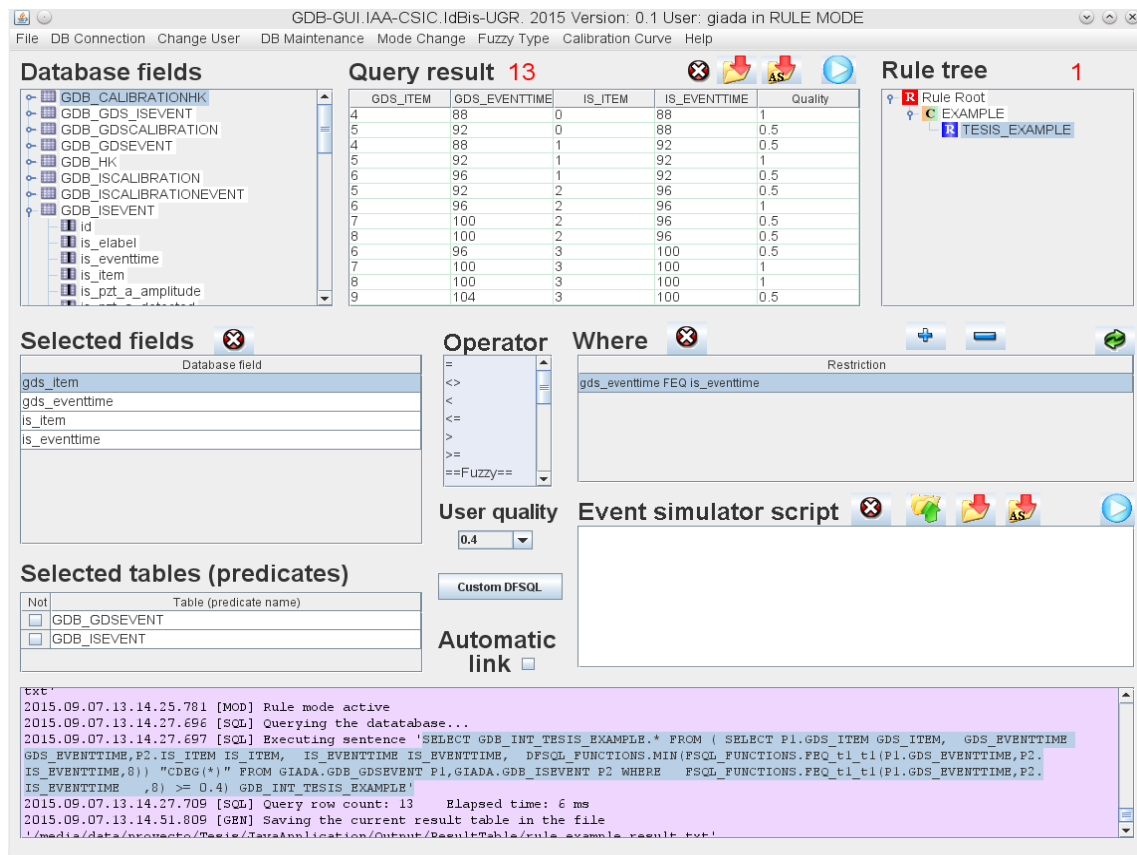 GDB-GUI.IAA-CSIC.IdBis-UGR. 2015 Version: 0.1 User: giada in RULE MODE
File DB Connection Change User DB Maintenance Mode Change Fuzzy Type Calibration Curve Help
Database fields
GDB_CALIBRATIONHK
GDB_GDS_ISEVENT
GDB_GDSCALIBRATION
GDB_GDSEVENT
GDB_HK
GDB_ISCALIBRATION
GDB_ISCALIBRATIONEVENT
GDB_ISEVENT
id
is_elabel
is_eventtime
is_item
is_pzt_a_amplitude
is_pzt_a_detected
Query result 13
AS
GDS_ITEM GDS_EVENTTIME IS_ITEM IS_EVENTTIME Quality
4 88 0 88 1
5 92 0 88 0.5
4 88 1 92 0.5
5 92 1 92 1
6 96 1 92 0.5
5 92 2 96 0.5
6 96 2 96 1
7 100 2 96 0.5
8 100 2 96 0.5
6 96 3 100 0.5
7 100 3 100 1
8 100 3 100 1
9 104 3 100 0.5
Rule tree 1
R Rule Root
C EXAMPLE
R TESIS_EXAMPLE
Selected fields
Database field
gds_item
gds_eventtime
is_item
is_eventtime
Operator
=
<>
<
<=
>
>=
==Fuzzy==
Where
Restriction
gds_eventtime FEQ is_eventtime
User quality
0.4
Custom DFSQL
Automatic
link
Event simulator script
AS
Selected tables (predicates)
Not Table (predicate name)
GDB_GDSEVENT
GDB_ISEVENT
txt'
2015.09.07.13.14.25.781 [MOD] Rule mode active
2015.09.07.13.14.27.696 [SQL] Querying the datatabase...
2015.09.07.13.14.27.697 [SQL] Executing sentence 'SELECT GDB_INT_TESIS_EXAMPLE.* FROM ( SELECT P1.GDS_ITEM GDS_ITEM, GDS_EVENTTIME
GDS_EVENTTIME,P2.IS_ITEM IS_ITEM, IS_EVENTTIME IS_EVENTTIME, DFSQL_FUNCTIONS.MIN(FSQL_FUNCTIONS.FEQ_t1_t1(P1.GDS_EVENTTIME,P2.
IS_EVENTTIME,8)) "CDEG(*)" FROM GIADA.GDB_GDSEVENT P1,GIADA.GDB_ISEVENT P2 WHERE FSQL_FUNCTIONS.FEQ_t1_t1(P1.GDS_EVENTTIME,P2.
IS_EVENTTIME ,8) >= 0.4) GDB_INT_TESIS_EXAMPLE'
2015.09.07.13.14.27.709 [SQL] Query row count: 13 Elapsed time: 6 ms
2015.09.07.13.14.51.809 [GEN] Saving the current result table in the file
'/media/data/proyecto/Tesis/JavaApplication/Output/ResultTable/rule_example_result.txt'